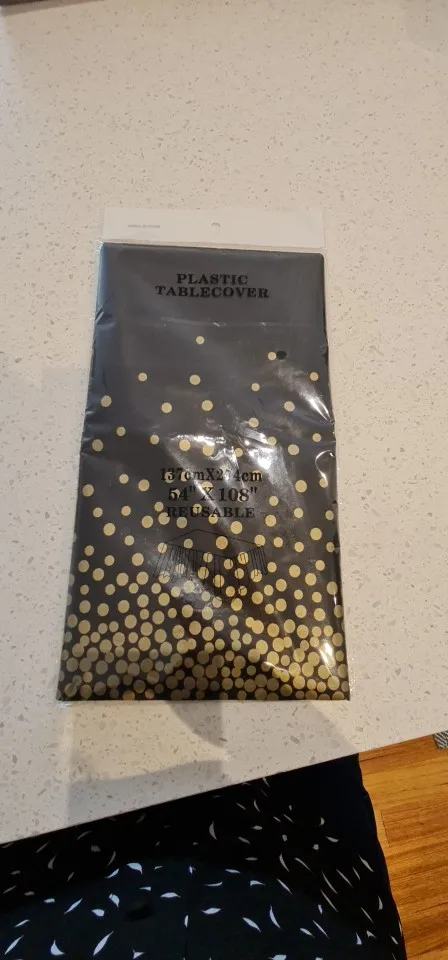 PLASTIC
TABLECOVER
137cmX274cm
54" X 108"
REUSABLE